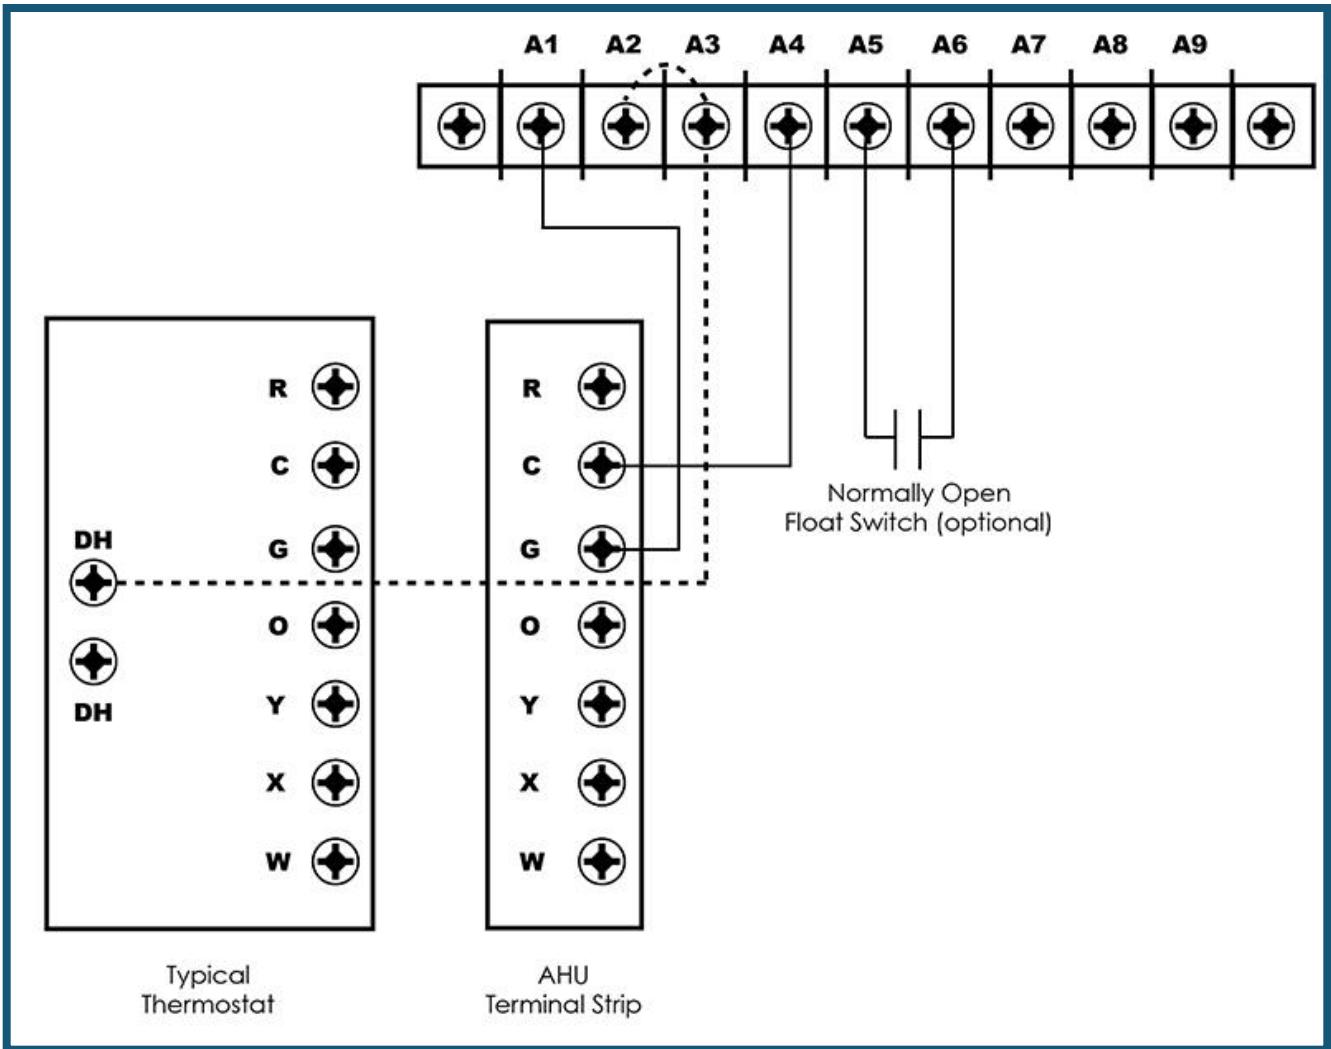 A1 A2 A3 A4 A5 A6 A7 A8 A9
R
C
DH
G
O
Y
DH
X
W
R
C
G
O
Y
X
W
Normally Open
Float Switch (optional)
Typical
Thermostat
AHU
Terminal Strip